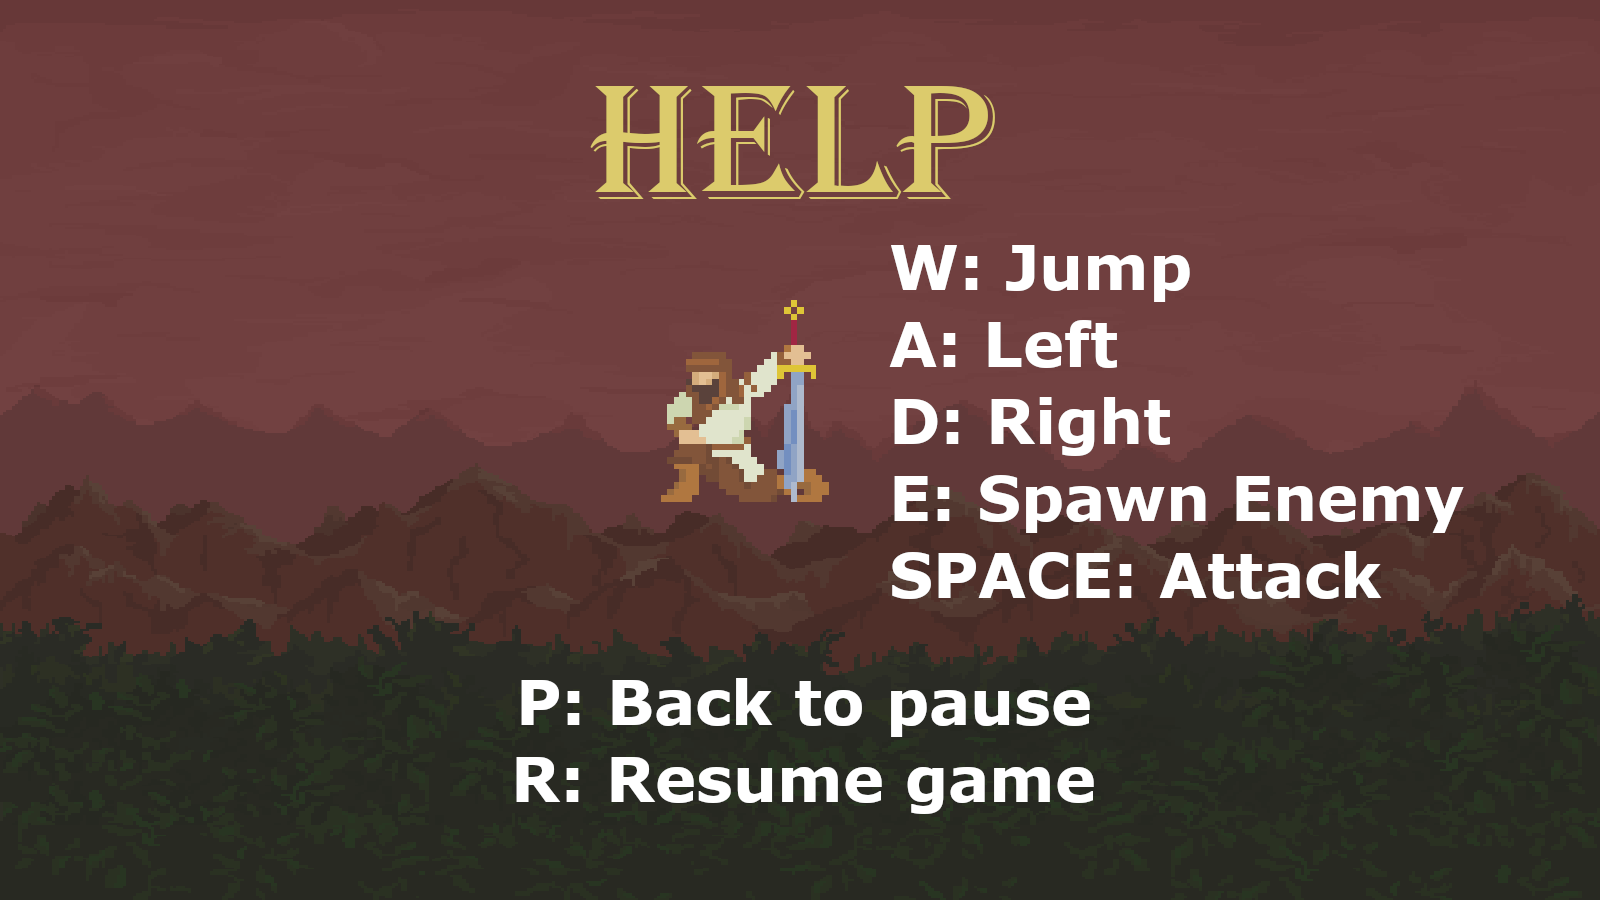 HELP
W: Jump
A: Left
D: Right
E: Spawn Enemy
SPACE: Attack
P: Back to pause
R: Resume game